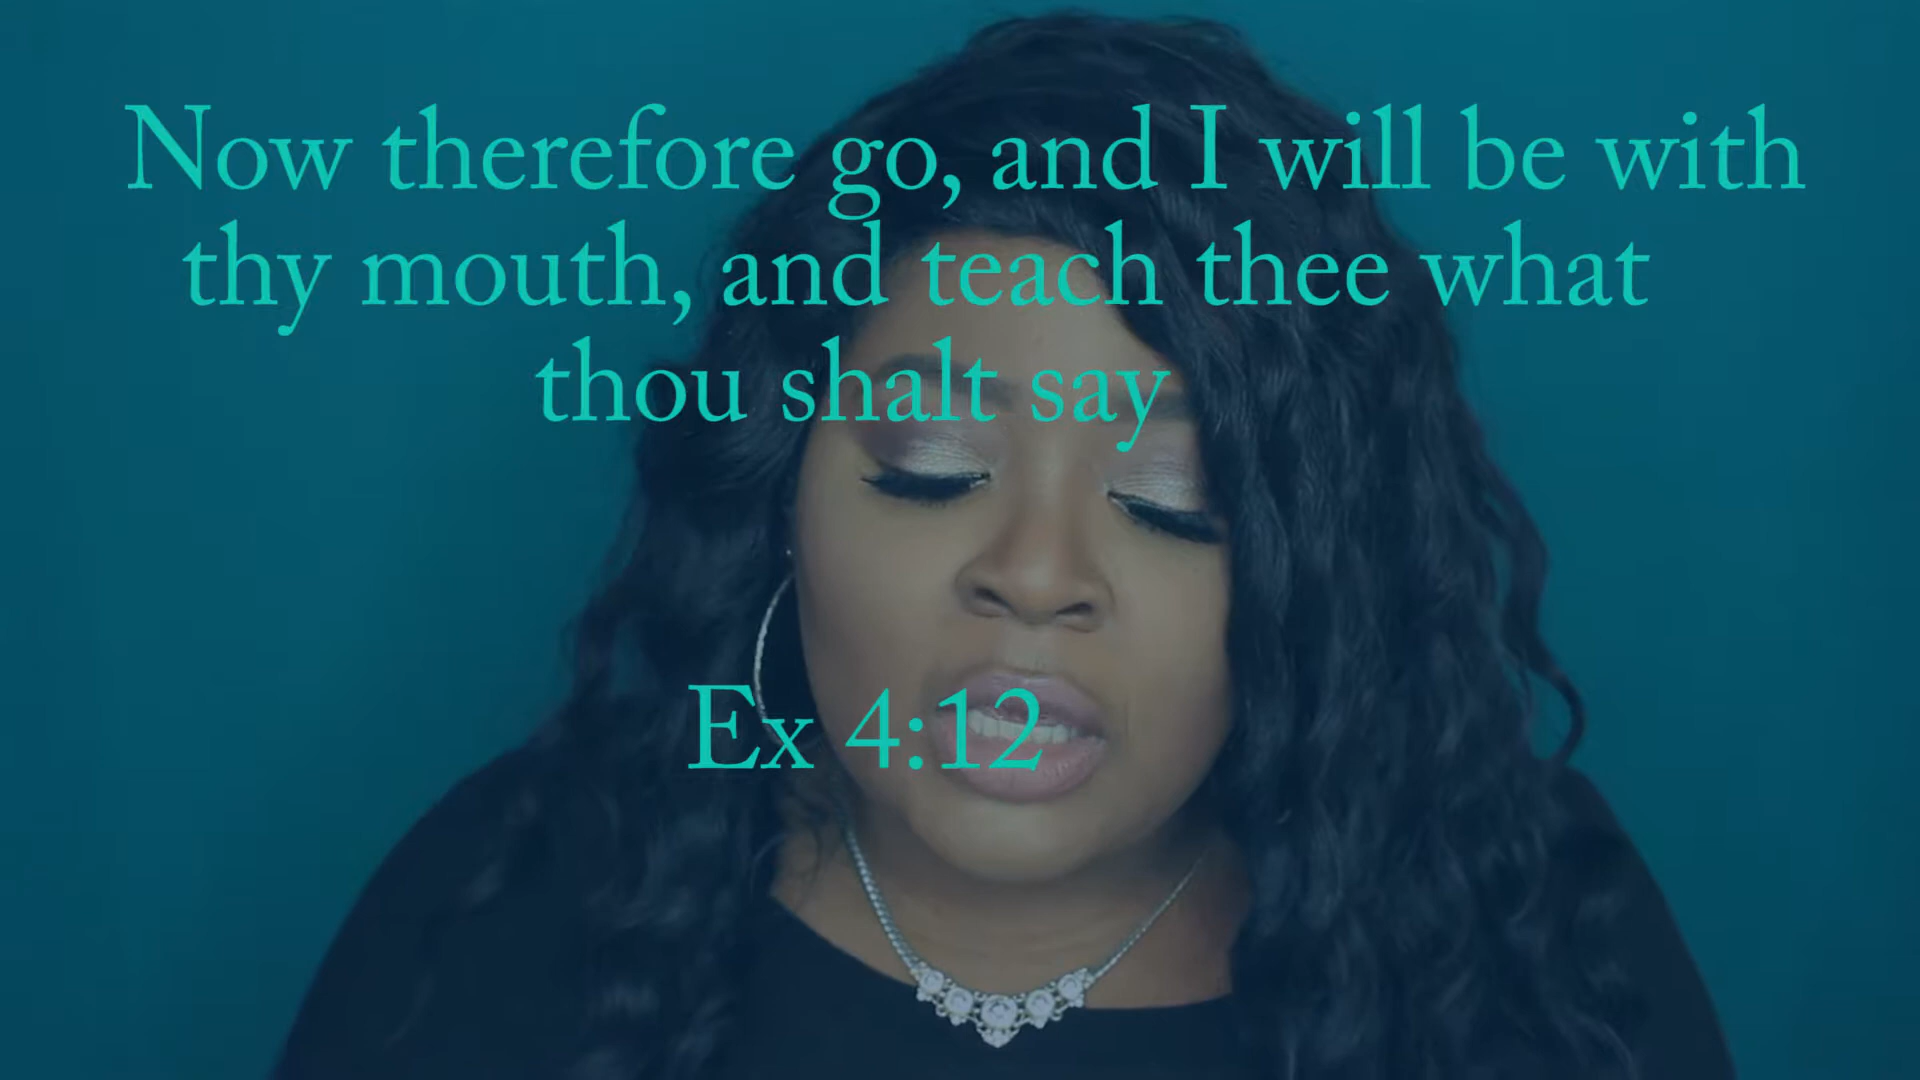 Now therefore go, and I will be with
thy mouth, and teach thee what
thou shalt say
Ex 4:12